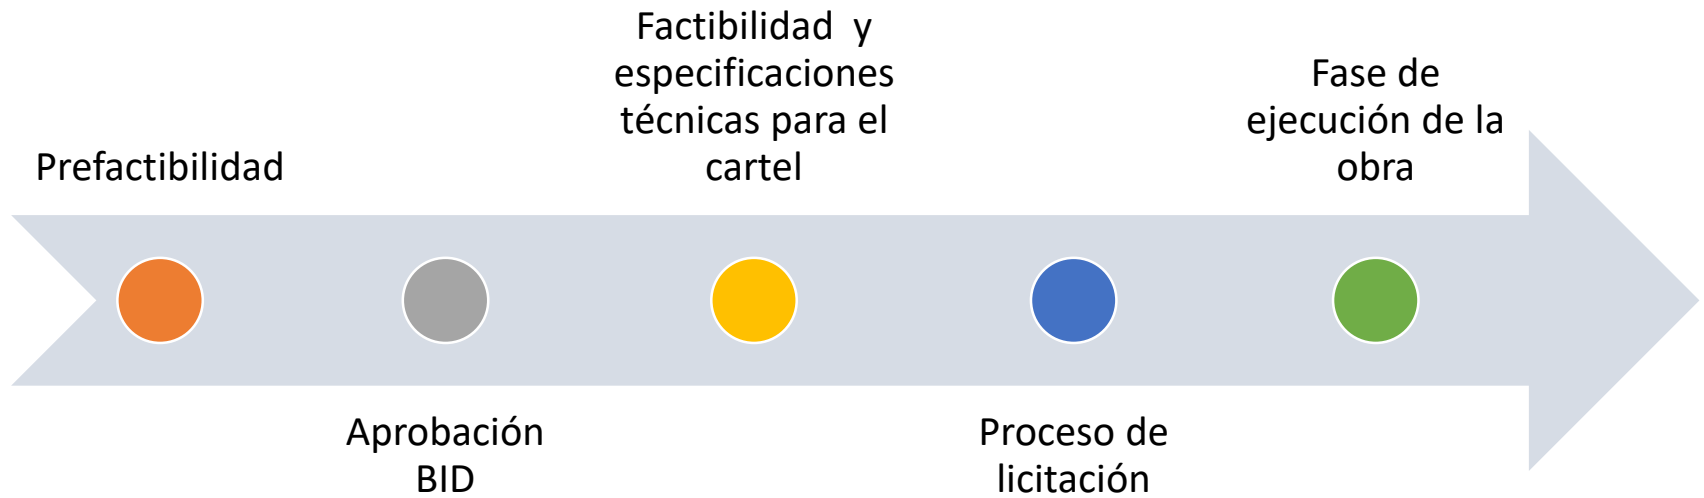 Prefactibilidad
Aprobación
BID
Factibilidad y
especificaciones
técnicas para el
cartel
Proceso de
licitación
Fase de
ejecución de la
obra